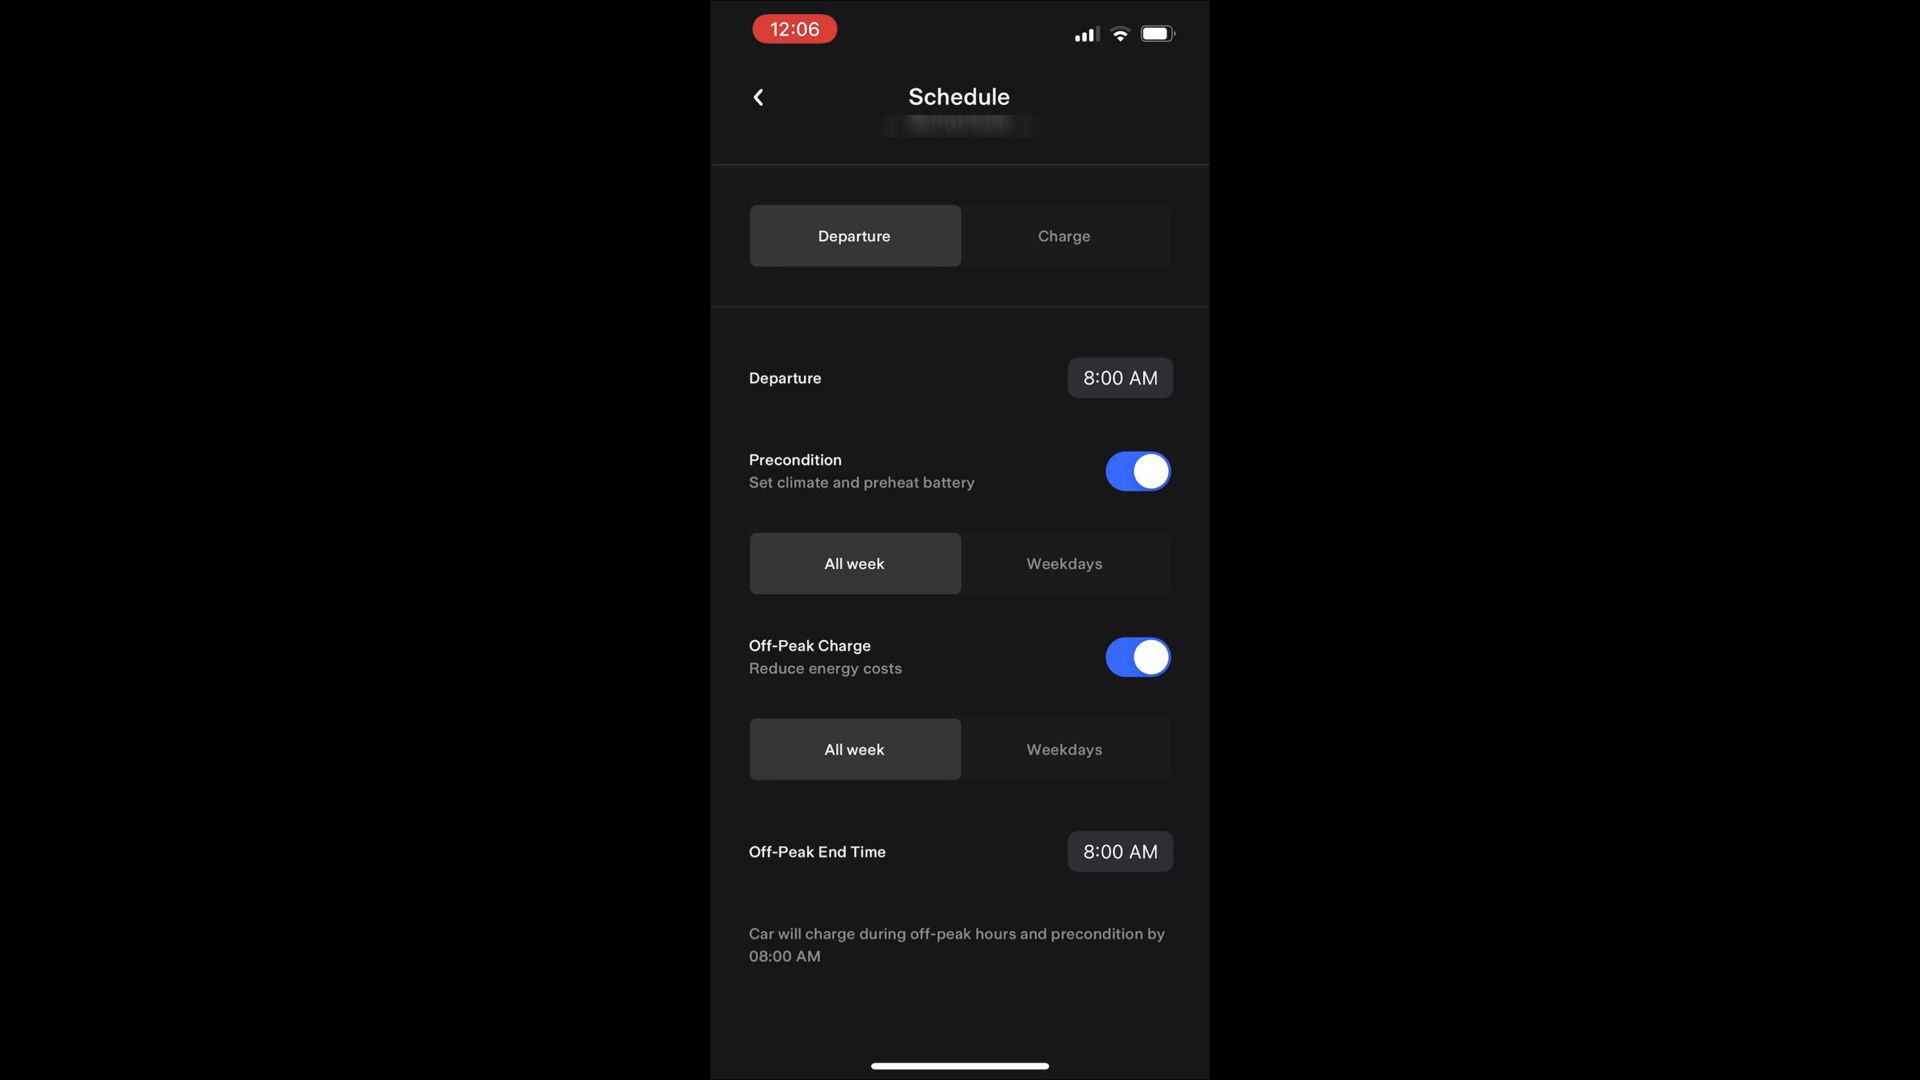 12:06
Schedule
Departure
Charge
Departure
8:00 AM
Precondition
Set climate and preheat battery
All week
Weekdays
Off-Peak Charge
Reduce energy costs
All week
Weekdays
Off-Peak End Time
8:00 AM
Car will charge during off-peak hours and precondition by
08:00 AM